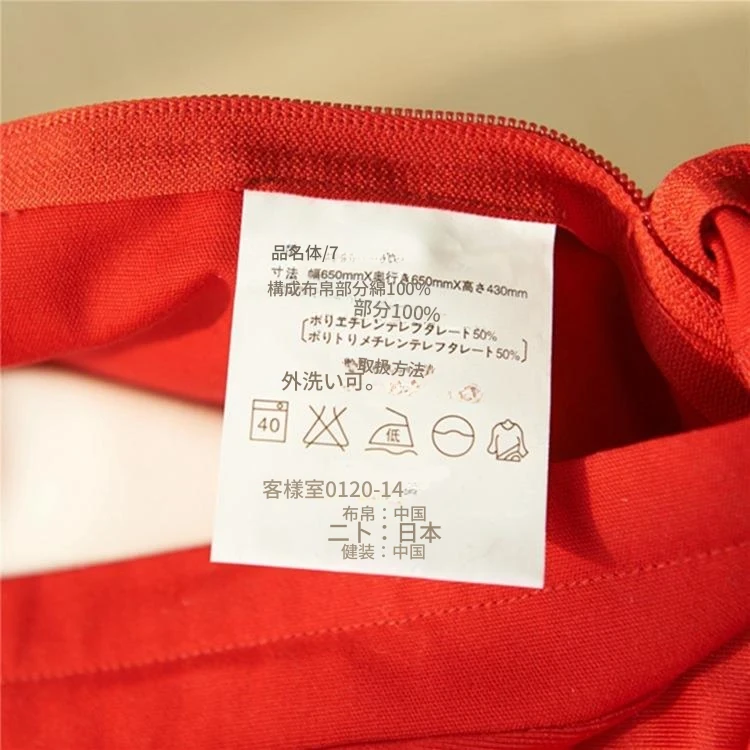 品名体/7
寸法 幅650mmX奥行き650mmX高さ430mm
構成布帛部分綿100%
部分100%
ポリエチレンテレフタレート50%
ポリトリメチレンテレフタレート50%
取扱方法
外洗い可。
40 低
客樣室0120-14
布帛：中国
ニト：日本
健装：中国